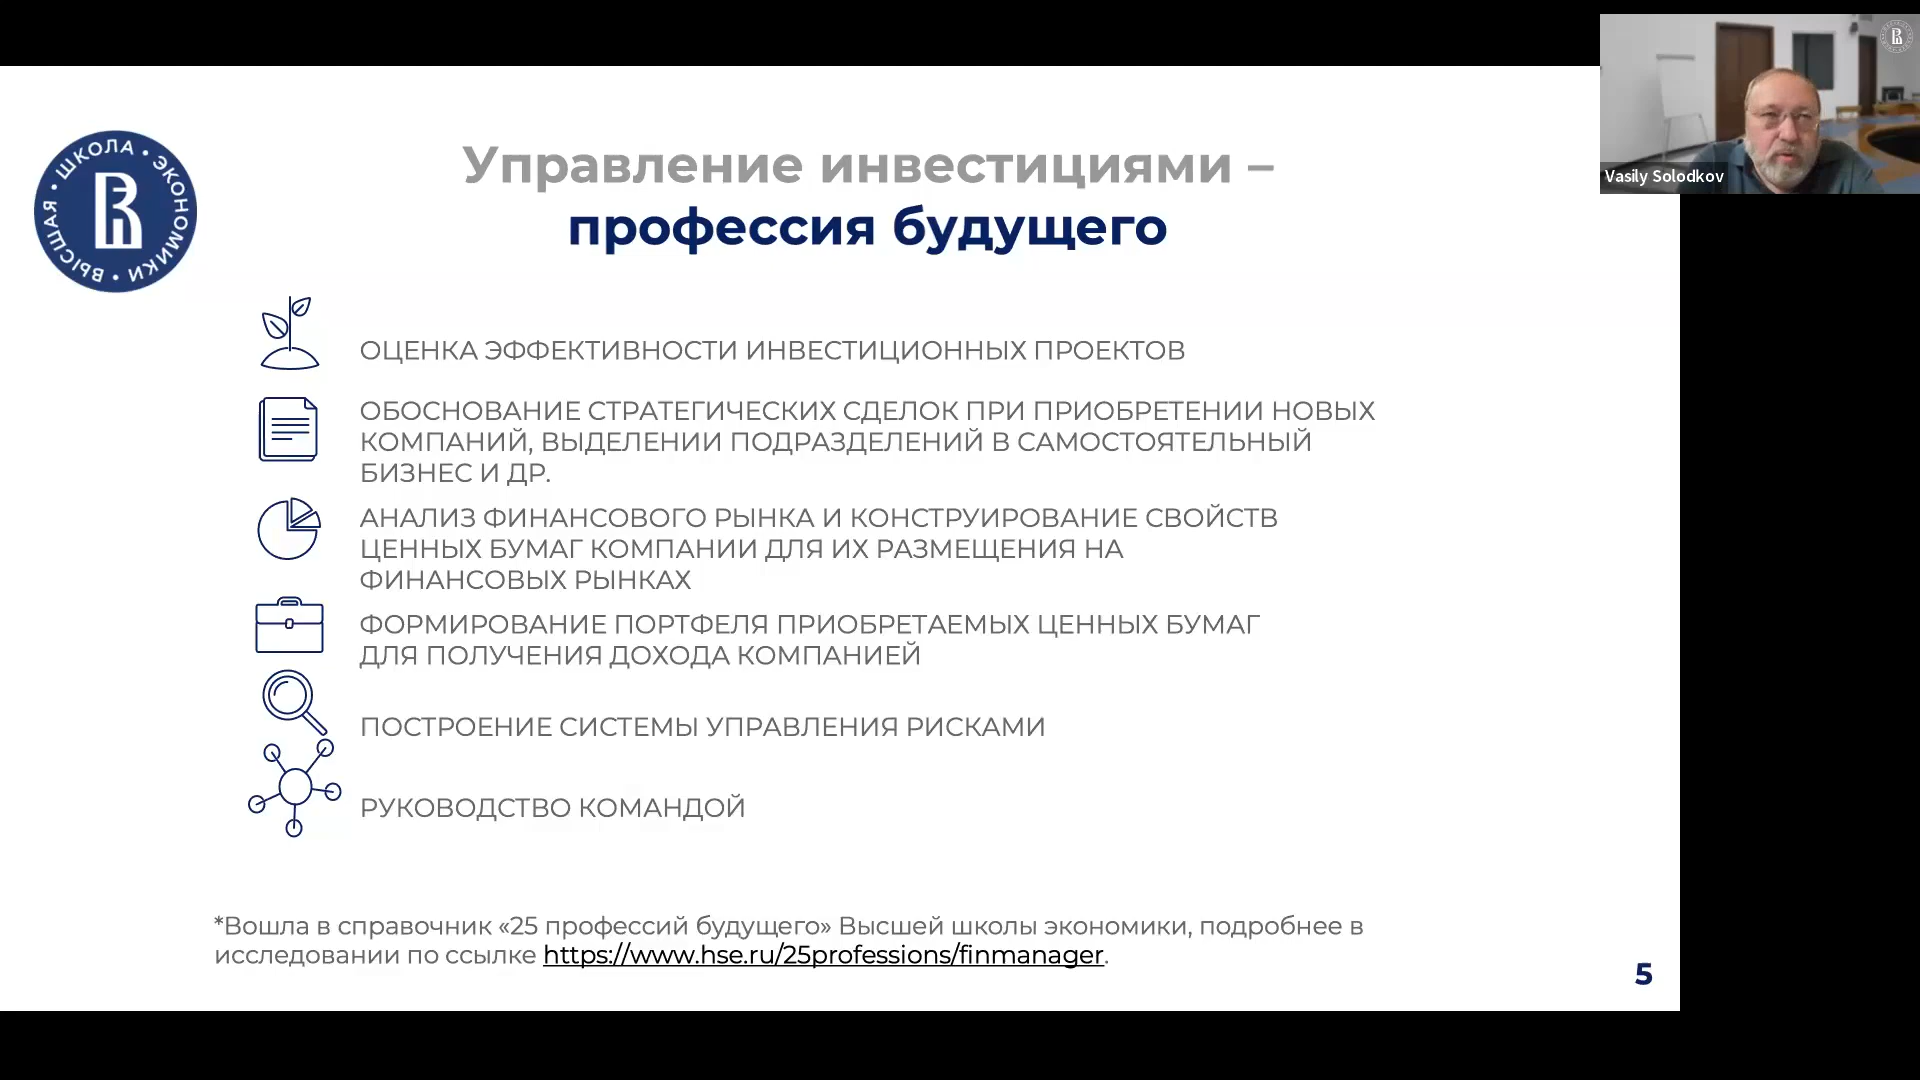 Vasily Solodkov
ВЫСШАЯ • ШКОЛА • ЭКОНОМИКИ •
Управление инвестициями –
профессия будущего
ОЦЕНКА ЭФФЕКТИВНОСТИ ИНВЕСТИЦИОННЫХ ПРОЕКТОВ
ОБОСНОВАНИЕ СТРАТЕГИЧЕСКИХ СДЕЛОК ПРИ ПРИОБРЕТЕНИИ НОВЫХ
КОМПАНИЙ, ВЫДЕЛЕНИИ ПОДРАЗДЕЛЕНИЙ В САМОСТОЯТЕЛЬНЫЙ
БИЗНЕС И ДР.
АНАЛИЗ ФИНАНСОВОГО РЫНКА И КОНСТРУИРОВАНИЕ СВОЙСТВ
ЦЕННЫХ БУМАГ КОМПАНИИ ДЛЯ ИХ РАЗМЕЩЕНИЯ НА
ФИНАНСОВЫХ РЫНКАХ
ФОРМИРОВАНИЕ ПОРТФЕЛЯ ПРИОБРЕТАЕМЫХ ЦЕННЫХ БУМАГ
ДЛЯ ПОЛУЧЕНИЯ ДОХОДА КОМПАНИЕЙ
ПОСТРОЕНИЕ СИСТЕМЫ УПРАВЛЕНИЯ РИСКАМИ
РУКОВОДСТВО КОМАНДОЙ
*Вошла в справочник «25 профессий будущего» Высшей школы экономики, подробнее в
исследовании по ссылке https://www.hse.ru/25professions/finmanager.
5